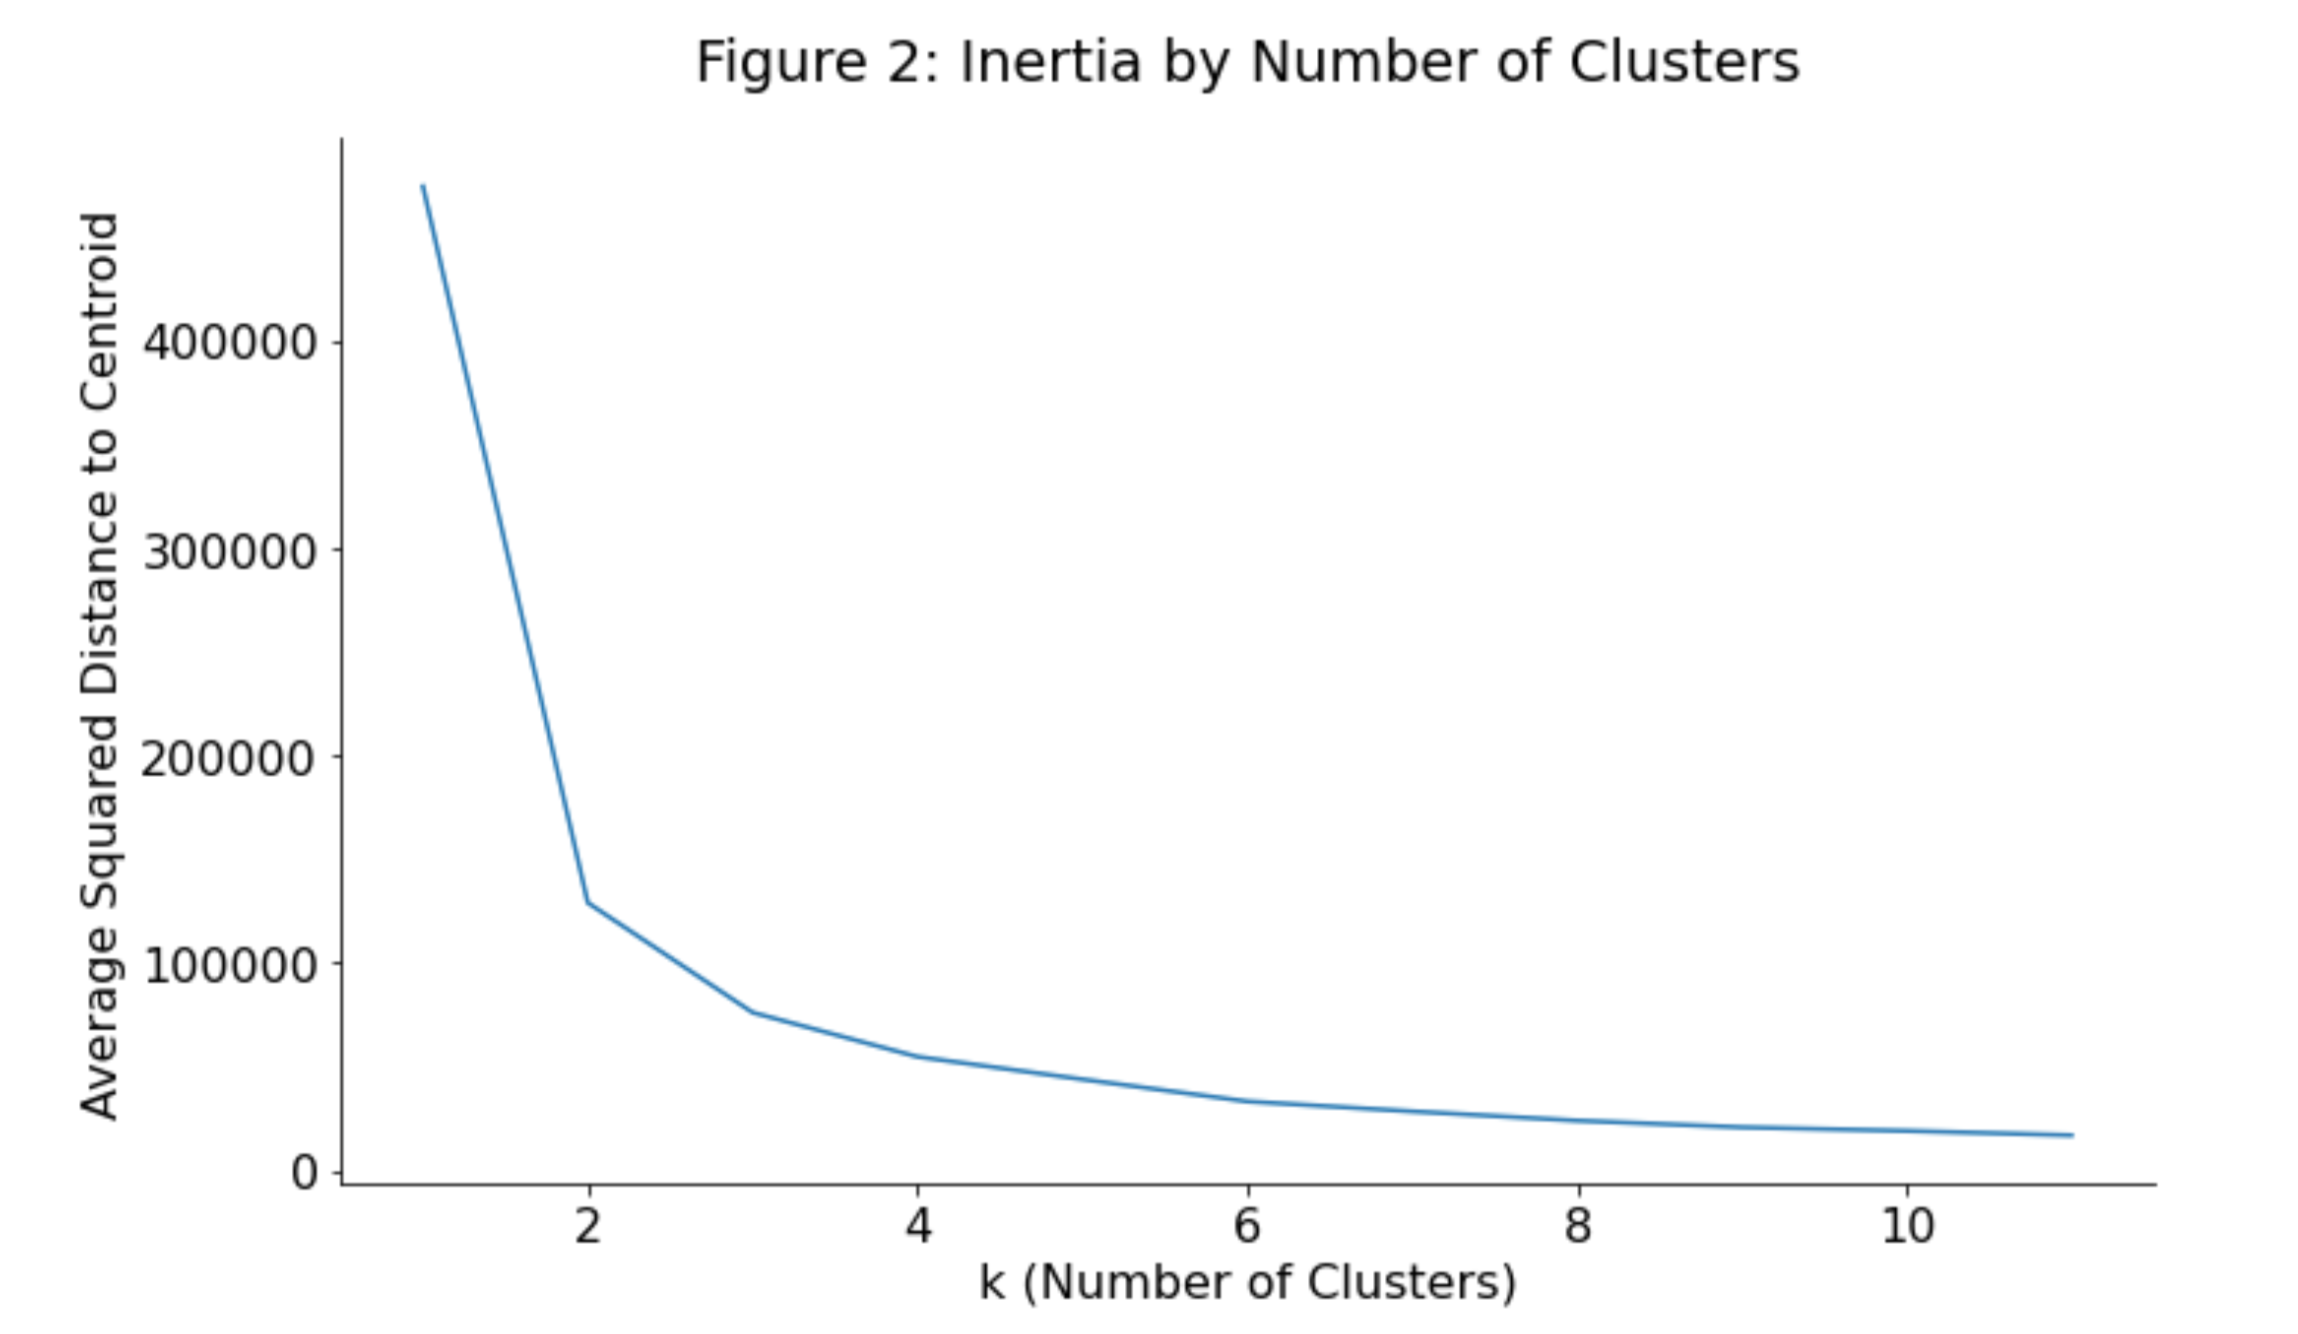 Figure 2: Inertia by Number of Clusters
Average Squared Distance to Centroid
400000
300000
200000
100000
0
2 4 6 8 10
k (Number of Clusters)